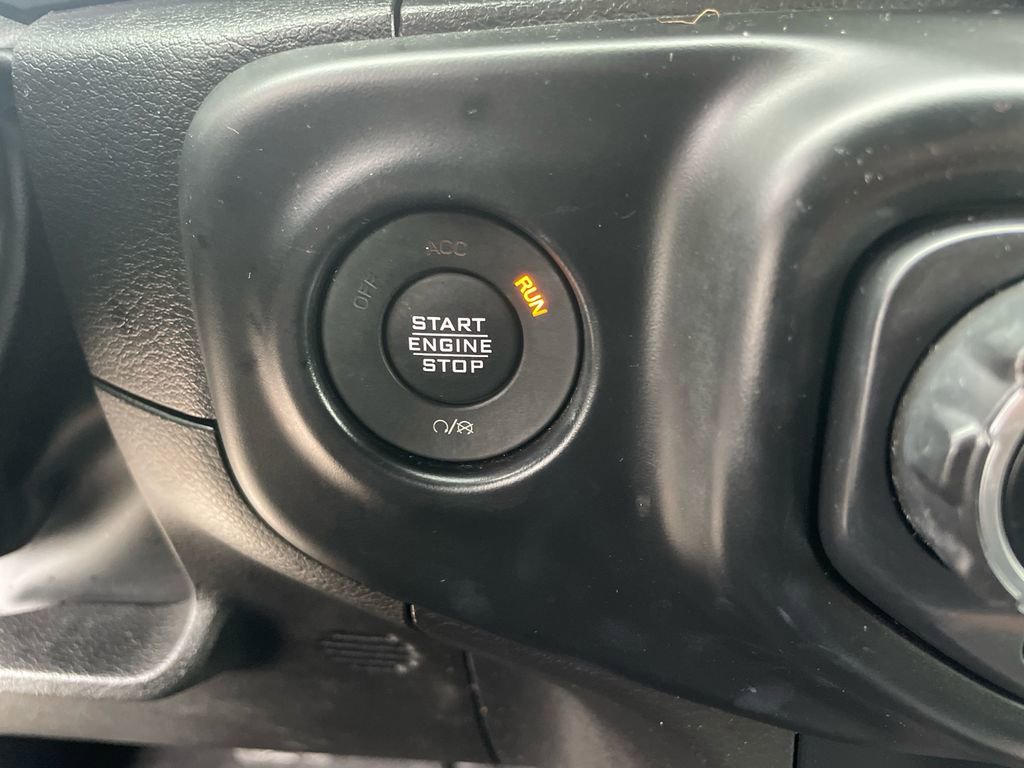 ACC
OFF
RUN
START
ENGINE
STOP